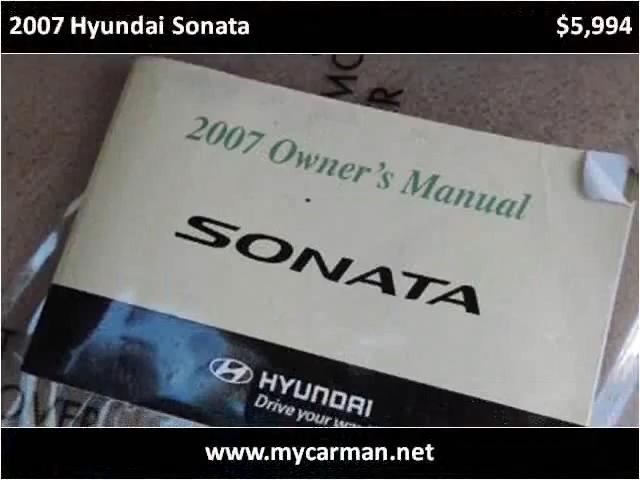 2007 Hyundai Sonata
$5,994
2007 Owner's Manual
SONATA
HYUNDAI
Drive your
www.mycarman.net